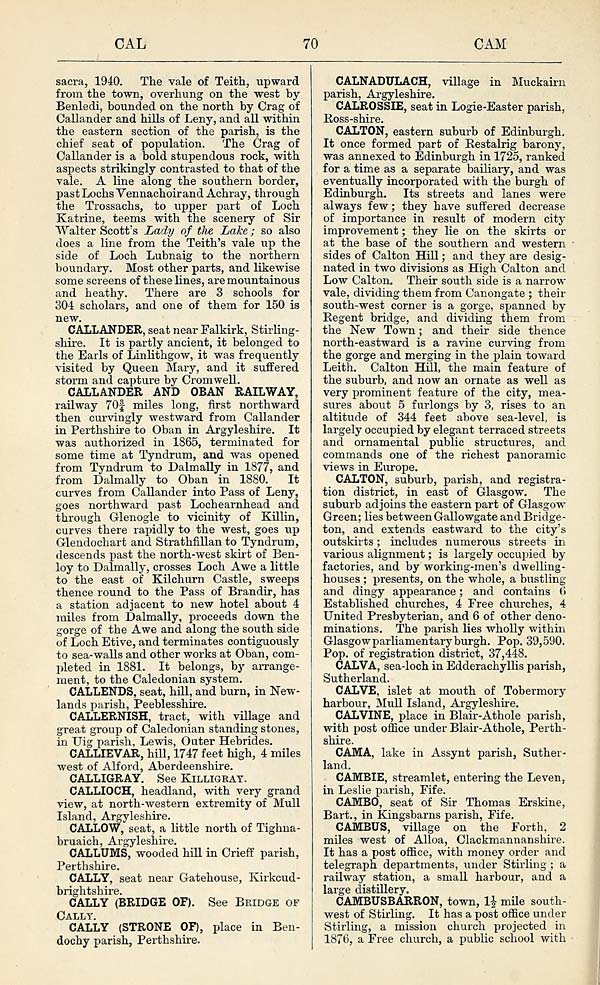 CAL 70 CAM
sacra, 1940. The vale of Teith, upward
from the town, overhung on the west by
Benledi, bounded on the north by Crag of
Callander and hills of Leny, and all within
the eastern section of the parish, is the
chief seat of population. The Crag of
Callander is a bold stupendous rock, with
aspects strikingly contrasted to that of the
vale. A line along the southern border,
past Lochs Vennachoir and Achray, through
the Trossachs, to upper part of Loch
Katrine, teems with the scenery of Sir
Walter Scott's Lady of the Lake; so also
does a line from the Teith's vale up the
side of Loch Lubnaig to the northern
boundary. Most other parts, and likewise
some screens of these lines, are mountainous
and heathy. There are 3 schools for
304 scholars, and one of them for 150 is
new.
CALLANDER, seat near Falkirk, Stirling-
shire. It is partly ancient, it belonged to
the Earls of Linlithgow, it was frequently
visited by Queen Mary, and it suffered
storm and capture by Cromwell.
CALLANDER AND OBAN RAILWAY,
railway 70¾ miles long, first northward
then curvingly westward from Callander
in Perthshire to Oban in Argyleshire. It
was authorized in 1865, terminated for
some time at Tyndrum, and was opened
from Tyndrum to Dalmally in 1877, and
from Dalmally to Oban in 1880. It
curves from Callander into Pass of Leny,
goes northward past Lochearnhead and
through Glenogle to vicinity of Killin,
curves there rapidly to the west, goes up
Glendochart and Strathfillan to Tyndrum,
descends past the north-west skirt of Ben-
loy to Dalmally, crosses Loch Awe a little
to the east of Kilchurn Castle, sweeps
thence round to the Pass of Brandir, has
a station adjacent to new hotel about 4
miles from Dalmally, proceeds down the
gorge of the Awe and along the south side
of Loch Etive, and terminates contiguously
to sea-walls and other works at Oban, com-
pleted in 1881. It belongs, by arrange-
ment, to the Caledonian system.
CALLENDS, seat, hill, and burn, in New-
lands parish, Peeblesshire.
CALLERNISH, tract, with village and
great group of Caledonian standing stones,
in Uig parish, Lewis, Outer Hebrides.
CALLIEVAR, hill, 1747 feet high, 4 miles
west of Alford, Aberdeenshire.
CALLIGRAY. See KILLIGRAY.
CALLIOCH, headland, with very grand
view, at north-western extremity of Mull
Island, Argyleshire.
CALLOW, seat, a little north of Tighna-
bruaich, Argyleshire.
CALLUMS, wooded hill in Crieff parish,
Perthshire.
CALLY, seat near Gatehouse, Kirkcud-
brightshire.
CALLY (BRIDGE OF). See BRIDGE OF
CALLY.
CALLY (STRONE OF), place in Ben-
dochy parish, Perthshire.
CALNADULACH, village in Muckairn
parish, Argyleshire.
CALROSSIE, seat in Logie-Easter parish,
Ross-shire.
CALTON, eastern suburb of Edinburgh.
It once formed part of Restalrig barony,
was annexed to Edinburgh in 1725, ranked
for a time as a separate bailiary, and was
eventually incorporated with the burgh of
Edinburgh. Its streets and lanes were
always few; they have suffered decrease
of importance in result of modern city
improvement; they lie on the skirts or
at the base of the southern and western
sides of Calton Hill; and they are desig-
nated in two divisions as High Calton and
Low Calton. Their south side is a narrow
vale, dividing them from Canongate; their
south-west corner is a gorge, spanned by
Regent bridge, and dividing them from
the New Town; and their side thence
north-eastward is a ravine curving from
the gorge and merging in the plain toward
Leith. Calton Hill, the main feature of
the suburb, and now an ornate as well as
very prominent feature of the city, mea-
sures about 5 furlongs by 3, rises to an
altitude of 344 feet above sea-level, is
largely occupied by elegant terraced streets
and ornamental public structures, and
commands one of the richest panoramic
views in Europe.
CALTON, suburb, parish, and registra-
tion district, in east of Glasgow. The
suburb adjoins the eastern part of Glasgow
Green; lies between Gallowgate and Bridge-
ton, and extends eastward to the city's
outskirts; includes numerous streets in
various alignment; is largely occupied by
factories, and by working-men's dwelling-
houses; presents, on the whole, a bustling
and dingy appearance; and contains 6
Established churches, 4 Free churches, 4
United Presbyterian, and 6 of other deno-
minations. The parish lies wholly within
Glasgow parliamentary burgh. Pop. 39,590.
Pop. of registration district, 37,448.
CALVA, sea-loch in Edderachyllis parish,
Sutherland.
CALVE, islet at mouth of Tobermory
harbour, Mull Island, Argyleshire.
CALVINE, place in Blair-Athole parish,
with post office under Blair-Athole, Perth-
shire.
CAMA, lake in Assynt parish, Suther-
land.
CAMBIE, streamlet, entering the Leven,
in Leslie parish, Fife.
CAMBO, seat of Sir Thomas Erskine,
Bart., in Kingsbarns parish, Fife.
CAMBUS, village on the Forth, 2
miles west of Alloa, Clackmannanshire.
It has a post office, with money order and
telegraph departments, under Stirling; a
railway station, a small harbour, and a
large distillery.
CAMBUSBARRON, town, 1½ mile south-
west of Stirling. It has a post office under
Stirling, a mission church projected in
1876, a Free church, a public school with